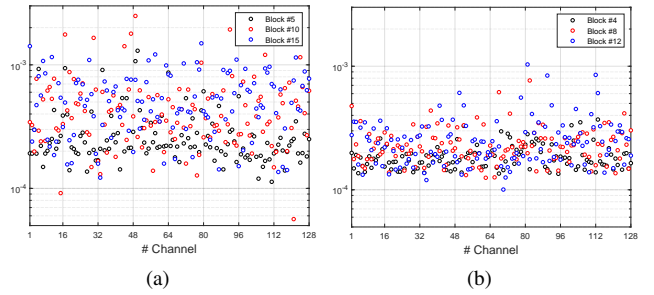 Block #5
Block #10
Block #15
10-3
10-4
1 16 32 48 64 80 96 112 128
# Channel
(a)
Block #4
Block #8
Block #12
10-3
10-4
1 16 32 48 64 80 96 112 128
# Channel
(b)